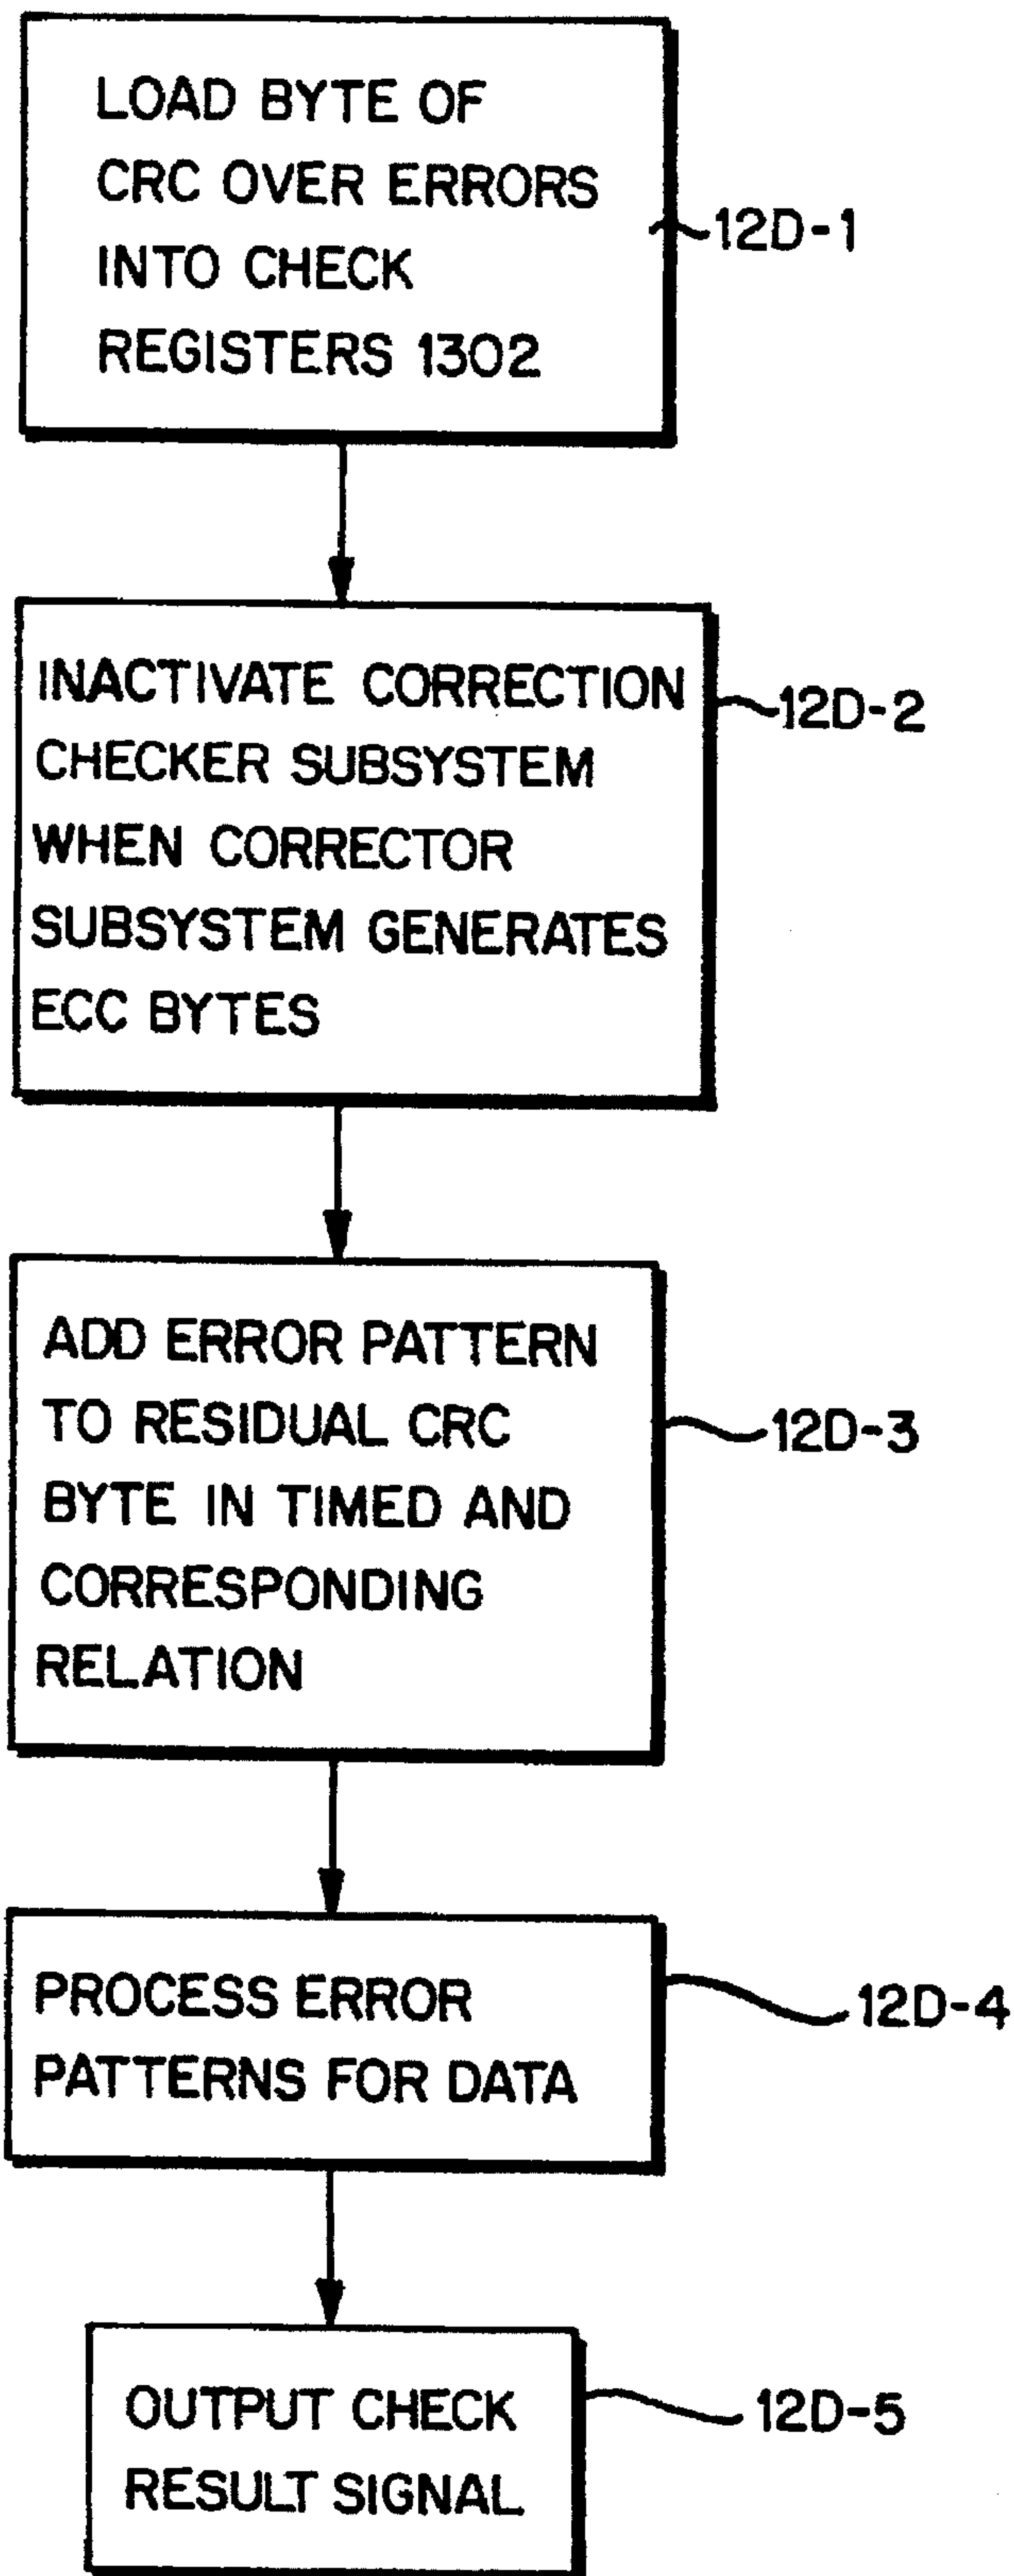 LOAD BYTE OF
CRC OVER ERRORS
INTO CHECK
REGISTERS 1302
12D-1
INACTIVATE CORRECTION
CHECKER SUBSYSTEM
WHEN CORRECTOR
SUBSYSTEM GENERATES
ECC BYTES
12D-2
ADD ERROR PATTERN
TO RESIDUAL CRC
BYTE IN TIMED AND
CORRESPONDING
RELATION
12D-3
PROCESS ERROR
PATTERNS FOR DATA
12D-4
OUTPUT CHECK
RESULT SIGNAL
12D-5